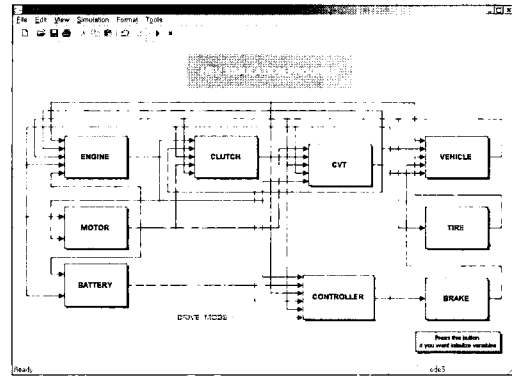 File Edit View Simulation Format Tools
ENGINE
CLUTCH
CVT
VEHICLE
MOTOR
TIRE
BATTERY
CONTROLLER
BRAKE
DRIVE MODE
Press the button
if you want initialize variables
Ready
ode5